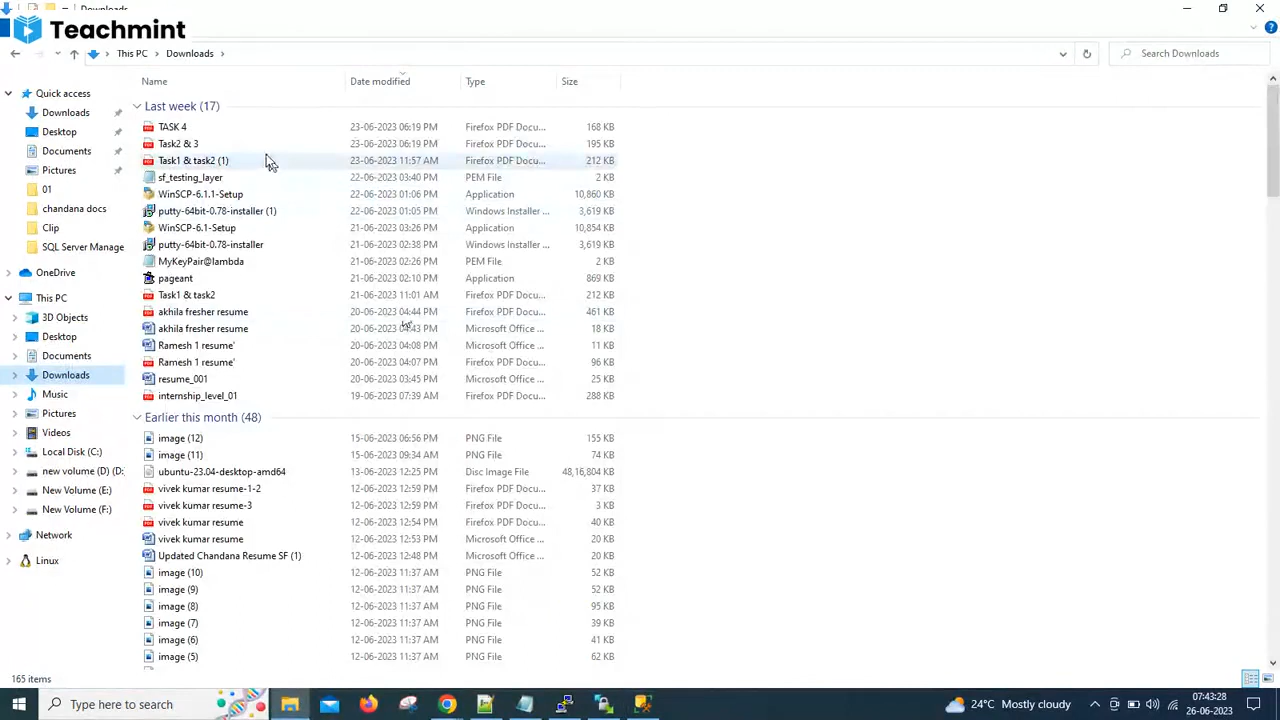 Downloads
Teachmint
This PC > Downloads >
Search Downloads
Name Date modified Type Size
Quick access
Downloads
Desktop
Documents
Pictures
01
chandana docs
Clip
SQL Server Manage
OneDrive
This PC
3D Objects
Desktop
Documents
Downloads
Music
Pictures
Videos
Local Disk (C:)
new volume (D) (D:
New Volume (E:)
New Volume (F:)
Network
Linux
Last week (17)
TASK 4 23-06-2023 06:19 PM Firefox PDF Docu... 168 KB
Task2 & 3 23-06-2023 06:19 PM Firefox PDF Docu... 195 KB
Task1 & task2 (1) 23-06-2023 11:57 AM Firefox PDF Docu... 212 KB
sf_testing_layer 22-06-2023 03:40 PM PEM File 2 KB
WinSCP-6.1.1-Setup 22-06-2023 01:06 PM Application 10,860 KB
putty-64bit-0.78-installer (1) 22-06-2023 01:05 PM Windows Installer ... 3,619 KB
WinSCP-6.1-Setup 21-06-2023 03:26 PM Application 10,854 KB
putty-64bit-0.78-installer 21-06-2023 02:38 PM Windows Installer ... 3,619 KB
MyKeyPair@lambda 21-06-2023 02:26 PM PEM File 2 KB
pageant 21-06-2023 02:10 PM Application 869 KB
Task1 & task2 21-06-2023 11:01 AM Firefox PDF Docu... 212 KB
akhila fresher resume 20-06-2023 04:44 PM Firefox PDF Docu... 461 KB
akhila fresher resume 20-06-2023 04:43 PM Microsoft Office ... 18 KB
Ramesh 1 resume' 20-06-2023 04:08 PM Microsoft Office ... 11 KB
Ramesh 1 resume' 20-06-2023 04:07 PM Firefox PDF Docu... 96 KB
resume_001 20-06-2023 03:45 PM Microsoft Office ... 25 KB
internship_level_01 19-06-2023 07:39 AM Firefox PDF Docu... 288 KB
Earlier this month (48)
image (12) 15-06-2023 06:56 PM PNG File 155 KB
image (11) 15-06-2023 09:34 AM PNG File 74 KB
ubuntu-23.04-desktop-amd64 13-06-2023 12:25 PM Disc Image File 48,16,804 KB
vivek kumar resume-1-2 12-06-2023 12:59 PM Firefox PDF Docu... 37 KB
vivek kumar resume-3 12-06-2023 12:59 PM Firefox PDF Docu... 3 KB
vivek kumar resume 12-06-2023 12:54 PM Firefox PDF Docu... 40 KB
vivek kumar resume 12-06-2023 12:53 PM Microsoft Office ... 20 KB
Updated Chandana Resume SF (1) 12-06-2023 12:48 PM Microsoft Office ... 20 KB
image (10) 12-06-2023 11:37 AM PNG File 52 KB
image (9) 12-06-2023 11:37 AM PNG File 52 KB
image (8) 12-06-2023 11:37 AM PNG File 95 KB
image (7) 12-06-2023 11:37 AM PNG File 39 KB
image (6) 12-06-2023 11:37 AM PNG File 41 KB
image (5) 12-06-2023 11:37 AM PNG File 62 KB
165 items
Type here to search
24°C Mostly cloudy
07:43:28
26-06-2023